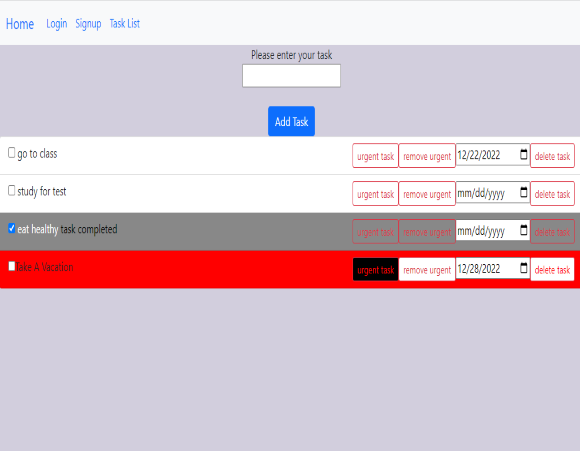 Home Login Signup Task List
Please enter your task
Add Task
go to class urgent task remove urgent 12/22/2022 delete task
study for test urgent task remove urgent mm/dd/yyyy delete task
eat healthy task completed urgent task remove urgent mm/dd/yyyy delete task
Take A Vacation urgent task remove urgent 12/28/2022 delete task